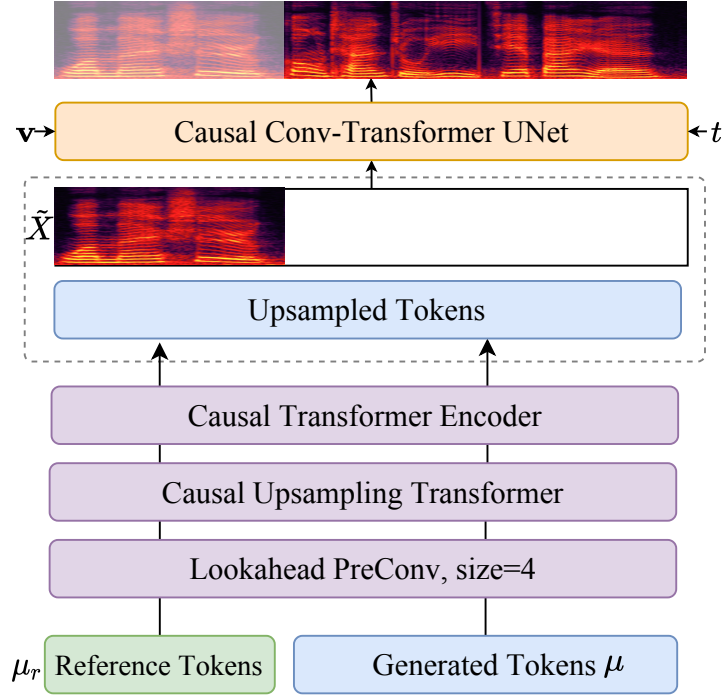 v Causal Conv-Transformer UNet t
X̃
Upsampled Tokens
Causal Transformer Encoder
Causal Upsampling Transformer
Lookahead PreConv, size=4
μ_r Reference Tokens Generated Tokens μ